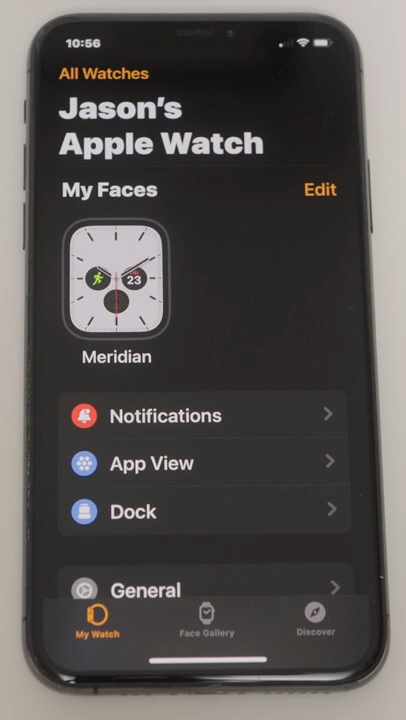 10:56
All Watches
Jason's
Apple Watch
My Faces
Edit
23
Meridian
Notifications
App View
Dock
General
My Watch
Face Gallery
Discover